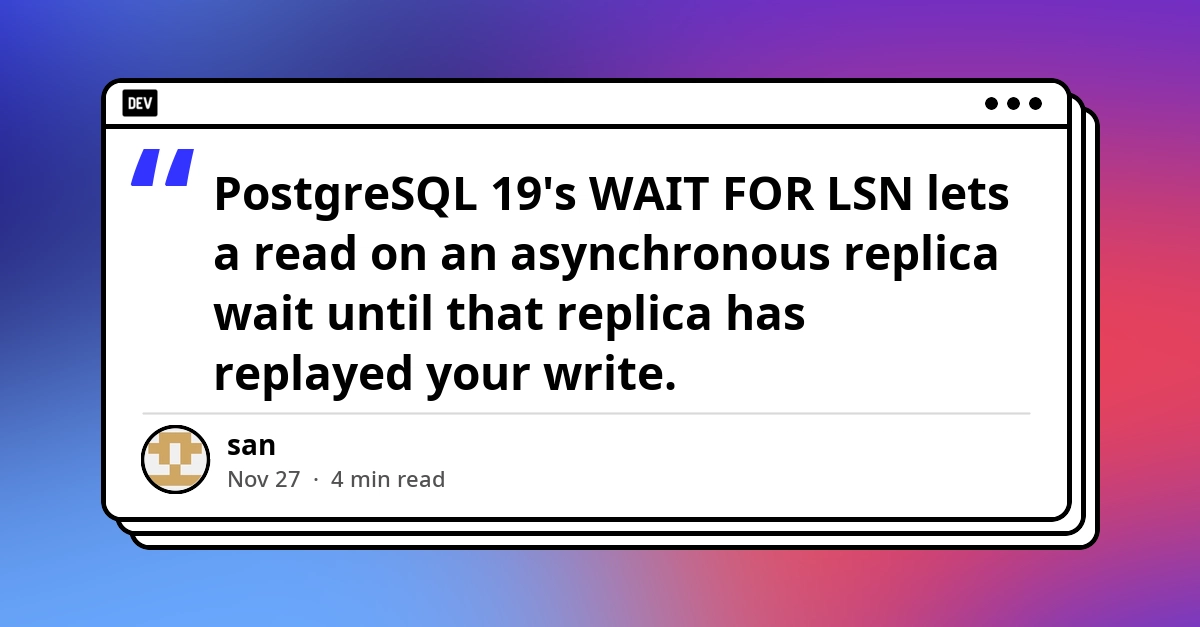 DEV
“
PostgreSQL 19's WAIT FOR LSN lets
a read on an asynchronous replica
wait until that replica has
replayed your write.
san
Nov 27 · 4 min read